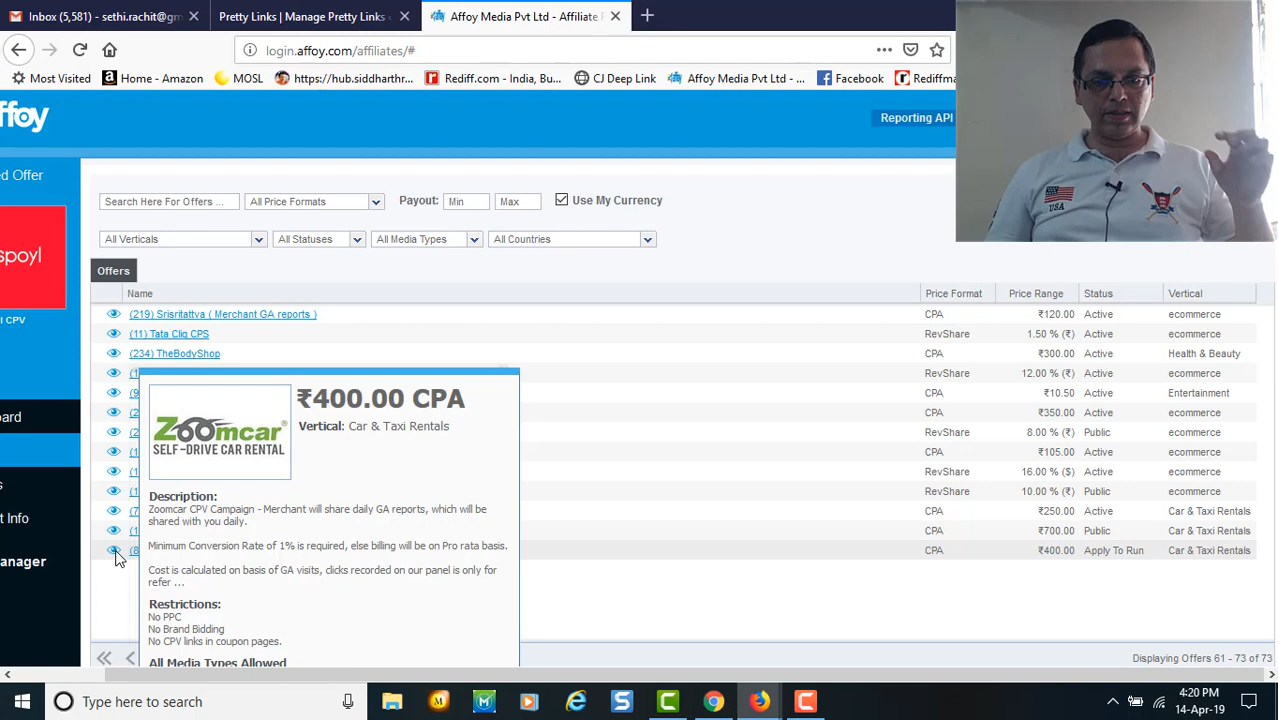 Inbox (5,581) - sethi.rachit@gm
Pretty Links | Manage Pretty Links ‹
Affoy Media Pvt Ltd - Affiliate
login.affoy.com/affiliates/#
Most Visited
Home - Amazon
MOSL
https://hub.siddharthr...
Rediff.com - India, Bu...
CJ Deep Link
Affoy Media Pvt Ltd - ...
Facebook
Rediffma
ffoy
Reporting API
ed Offer
spoyl
I CPV
oard
s
t Info
anager
Search Here For Offers ...
All Price Formats
Payout:
Min
Max
Use My Currency
All Verticals
All Statuses
All Media Types
All Countries
Offers
Name Price Format Price Range Status Vertical
(219) Srisritattva ( Merchant GA reports ) CPA ₹120.00 Active ecommerce
(11) Tata Cliq CPS RevShare 1.50 % (₹) Active ecommerce
(234) TheBodyShop CPA ₹300.00 Active Health & Beauty
(1 RevShare 12.00 % (₹) Active ecommerce
(9 CPA ₹10.50 Active Entertainment
(2 CPA ₹350.00 Active ecommerce
(2 RevShare 8.00 % (₹) Public ecommerce
(1 CPA ₹105.00 Active ecommerce
(1 RevShare 16.00 % ($) Active ecommerce
(1 RevShare 10.00 % (₹) Public ecommerce
(7 CPA ₹250.00 Active Car & Taxi Rentals
(1 CPA ₹700.00 Public Car & Taxi Rentals
(8 CPA ₹400.00 Apply To Run Car & Taxi Rentals
ZOOMCAR
SELF-DRIVE CAR RENTAL
₹400.00 CPA
Vertical: Car & Taxi Rentals
Description:
Zoomcar CPV Campaign - Merchant will share daily GA reports, which will be
shared with you daily.
Minimum Conversion Rate of 1% is required, else billing will be on Pro rata basis.
Cost is calculated on basis of GA visits, clicks recorded on our panel is only for
refer ...
Restrictions:
No PPC
No Brand Bidding
No CPV links in coupon pages.
All Media Types Allowed
Displaying Offers 61 - 73 of 73
USA
Type here to search
4:20 PM
14-Apr-19